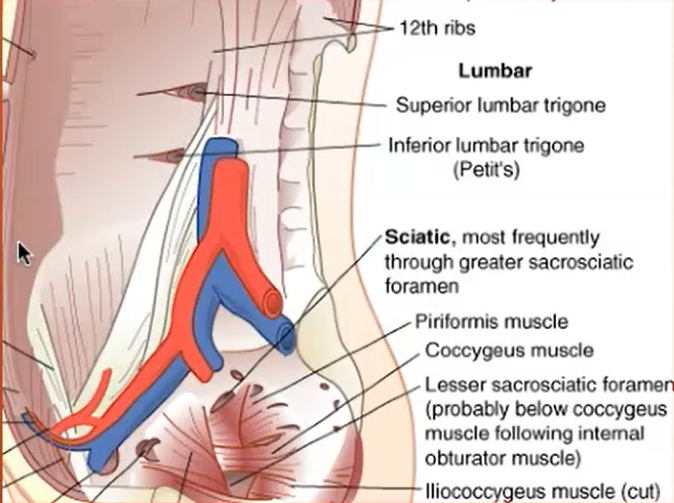 12th ribs
Lumbar
Superior lumbar trigone
Inferior lumbar trigone
(Petit's)
Sciatic, most frequently
through greater sacrosciatic
foramen
Piriformis muscle
Coccygeus muscle
Lesser sacrosciatic foramen
(probably below coccygeus
muscle following internal
obturator muscle)
Iliococcygeus muscle (cut)